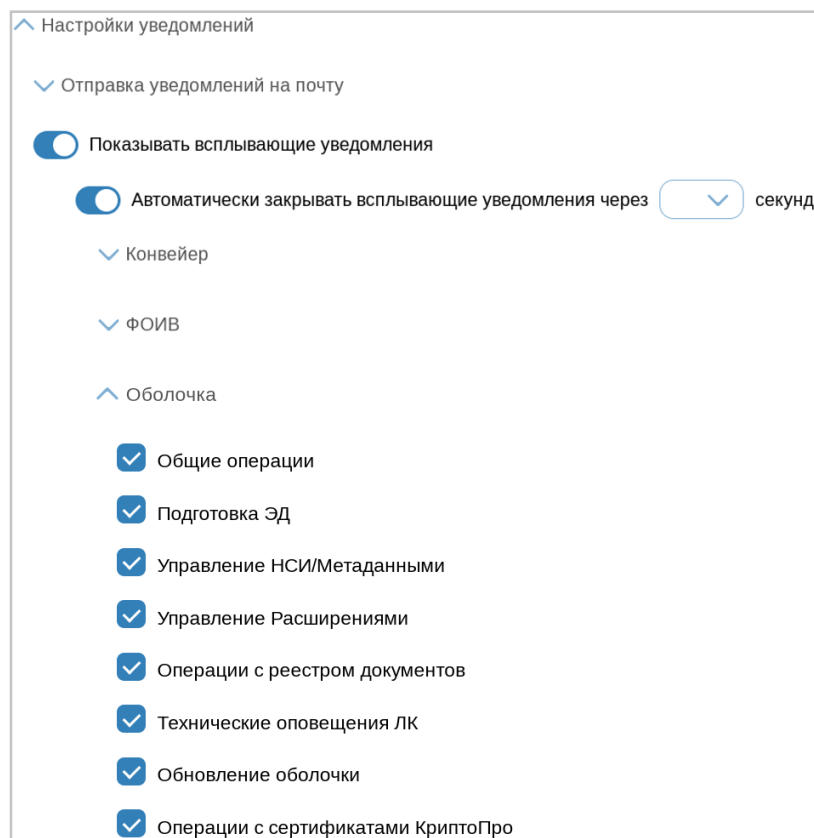 Настройки уведомлений
Отправка уведомлений на почту
Показывать всплывающие уведомления
Автоматически закрывать всплывающие уведомления через секунд
Конвейер
ФОИВ
Оболочка
Общие операции
Подготовка ЭД
Управление НСИ/Метаданными
Управление Расширениями
Операции с реестром документов
Технические оповещения ЛК
Обновление оболочки
Операции с сертификатами КриптоПро